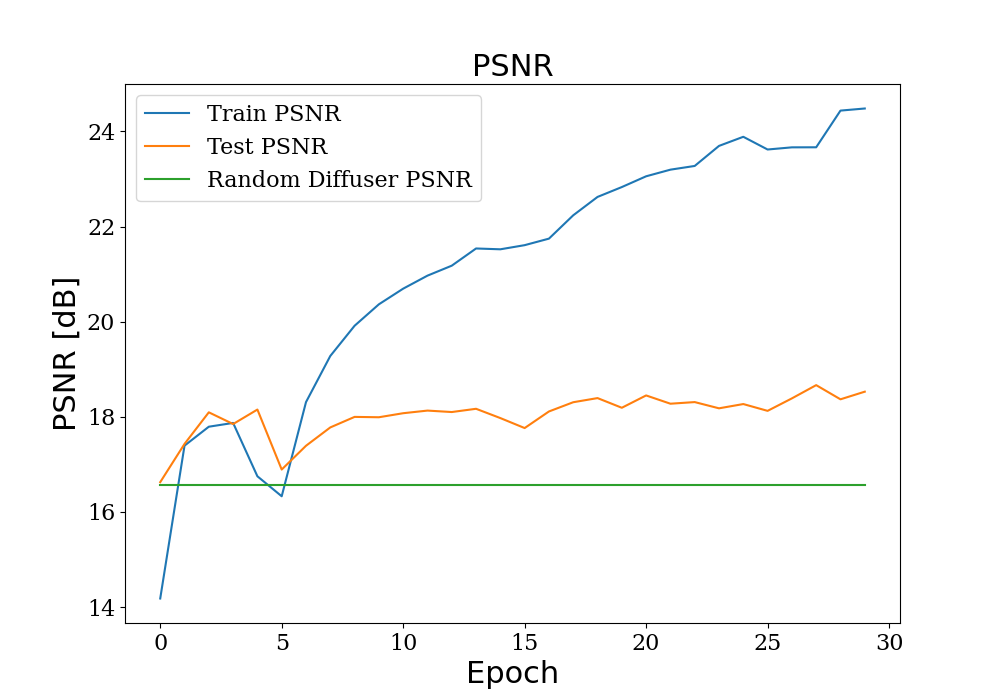 PSNR
Train PSNR
Test PSNR
Random Diffuser PSNR
PSNR [dB]
24
22
20
18
16
14
0 5 10 15 20 25 30
Epoch